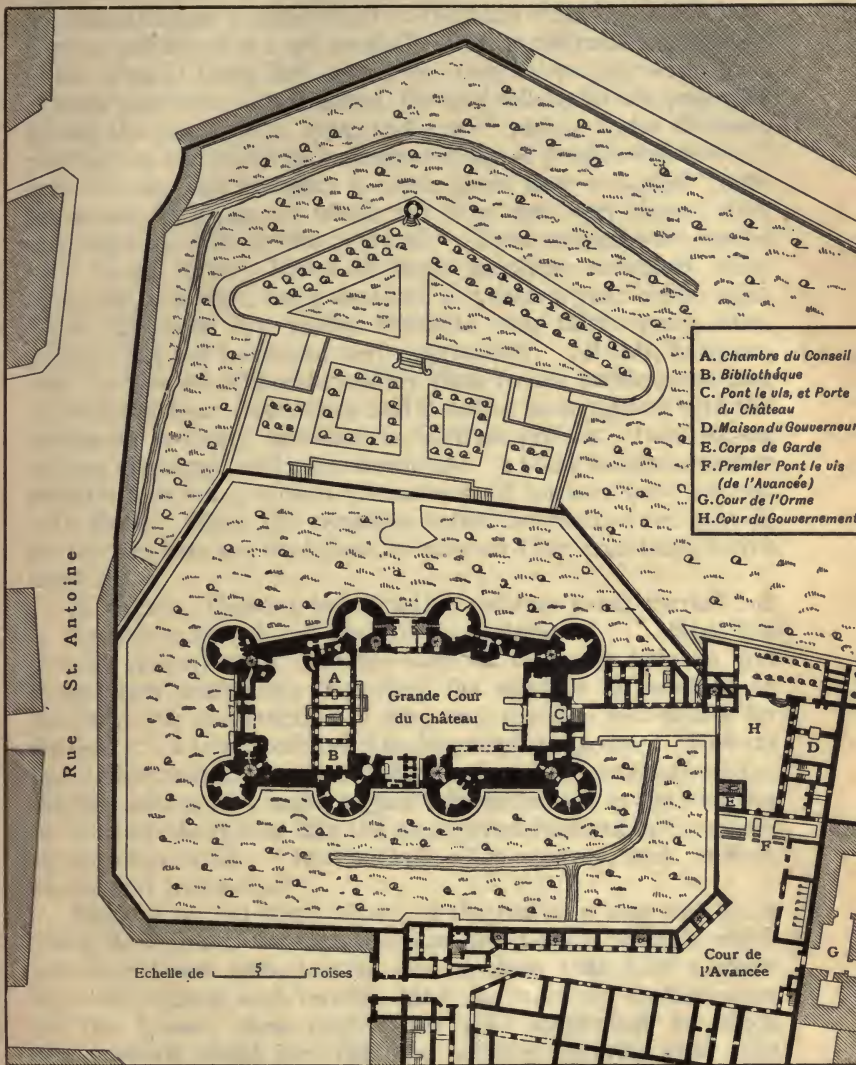 A. Chambre du Conseil
B. Bibliothéque
C. Pont le vis, et Porte
du Château
D. Maison du Gouverneur
E. Corps de Garde
F. Premier Pont le vis
(de l'Avancée)
G. Cour de l'Orme
H. Cour du Gouvernement
Rue St. Antoine
A
Grande Cour
du Château
B
C
H
D
E
F
Cour de
l'Avancée
G
Echelle de 5 Toises